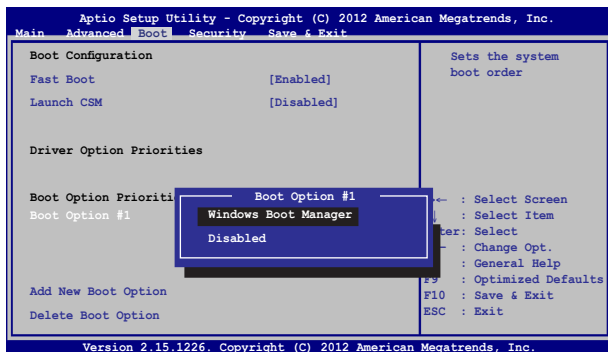 Aptio Setup Utility - Copyright (C) 2012 American Megatrends, Inc.
Main Advanced Boot Security Save & Exit
Boot Configuration
Fast Boot [Enabled]
Launch CSM [Disabled]
Driver Option Priorities
Boot Option Prioriti
Boot Option #1
Add New Boot Option
Delete Boot Option
Boot Option #1
Windows Boot Manager
Disabled
Sets the system
boot order
←  : Select Screen
: Select Item
ter: Select
: Change Opt.
: General Help
F9 : Optimized Defaults
F10 : Save & Exit
ESC : Exit
Version 2.15.1226. Copyright (C) 2012 American Megatrends, Inc.